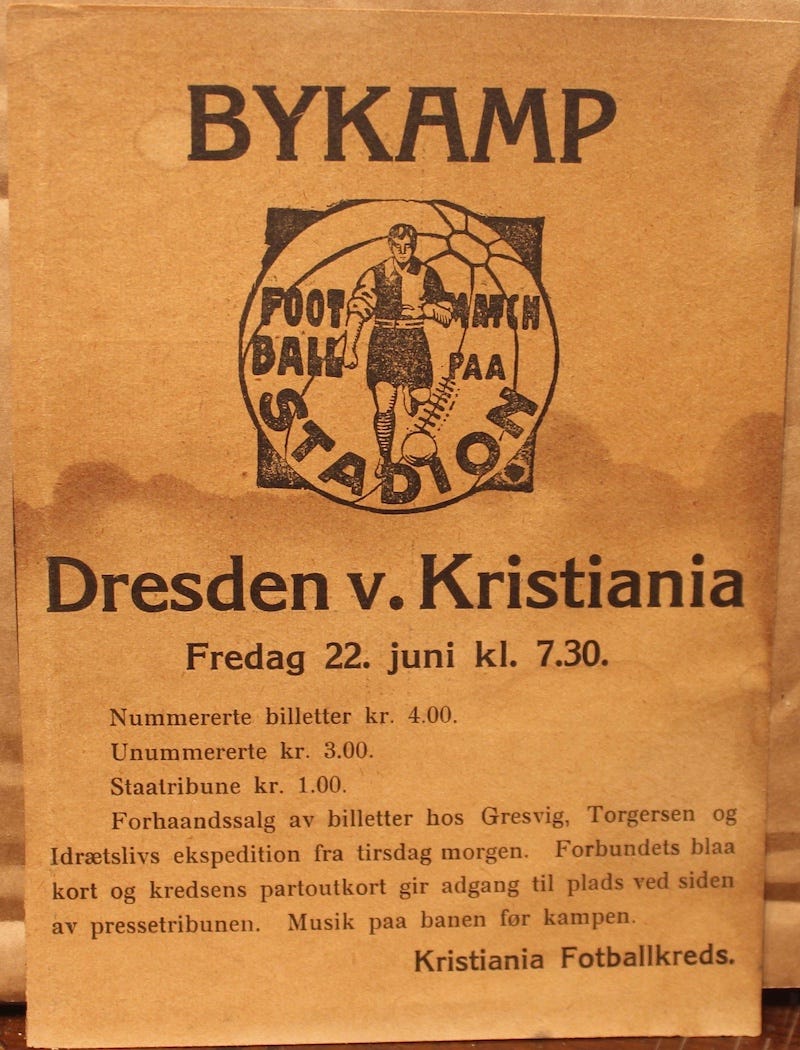 BYKAMP
FOOT MATCH
BALL PAA
STADION
Dresden v. Kristiania
Fredag 22. juni kl. 7.30.
Nummererte billetter kr. 4.00.
Unummererte kr. 3.00.
Staatribune kr. 1.00.
Forhaandssalg av billetter hos Gresvig, Torgersen og
Idrætslivs ekspedition fra tirsdag morgen. Forbundets blaa
kort og kredsens partoutkort gir adgang til plads ved siden
av pressetribunen. Musik paa banen før kampen.
Kristiania Fotballkreds.